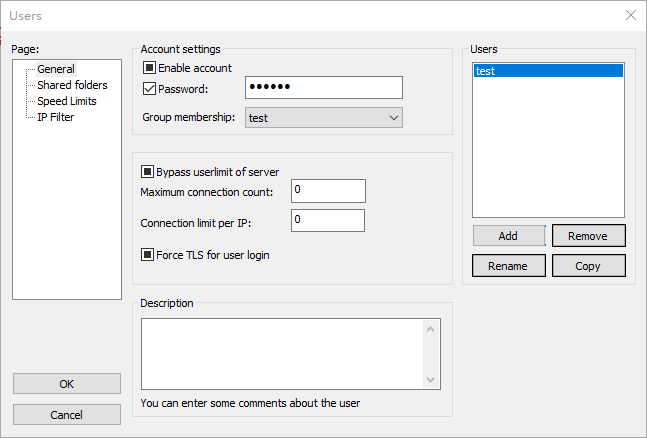 Users
Page:
General
Shared folders
Speed Limits
IP Filter
OK
Cancel
Account settings
Enable account
Password:
••••••
Group membership:
test
Bypass userlimit of server
Maximum connection count:
0
Connection limit per IP:
0
Force TLS for user login
Description
You can enter some comments about the user
Users
test
Add
Remove
Rename
Copy